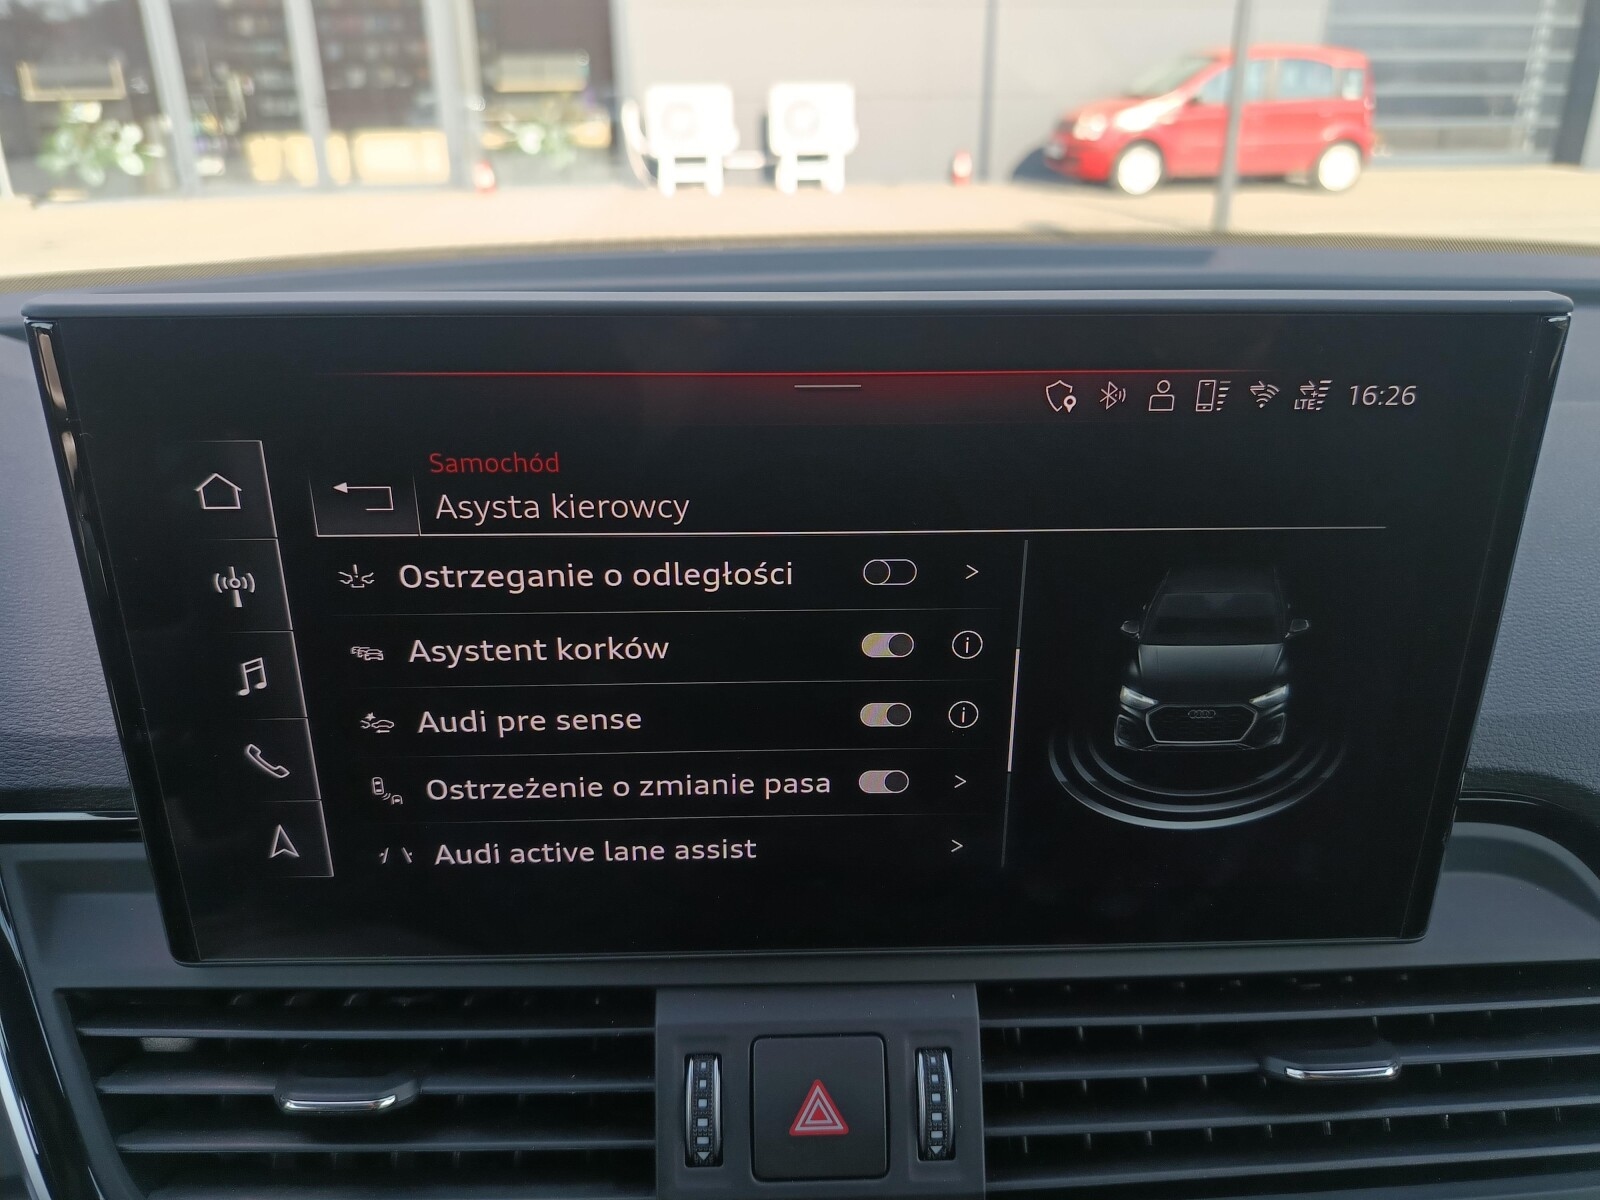 LTE 16:26
Samochód
Asysta kierowcy
Ostrzeganie o odległości
Asystent korków
Audi pre sense
Ostrzeżenie o zmianie pasa
Audi active lane assist